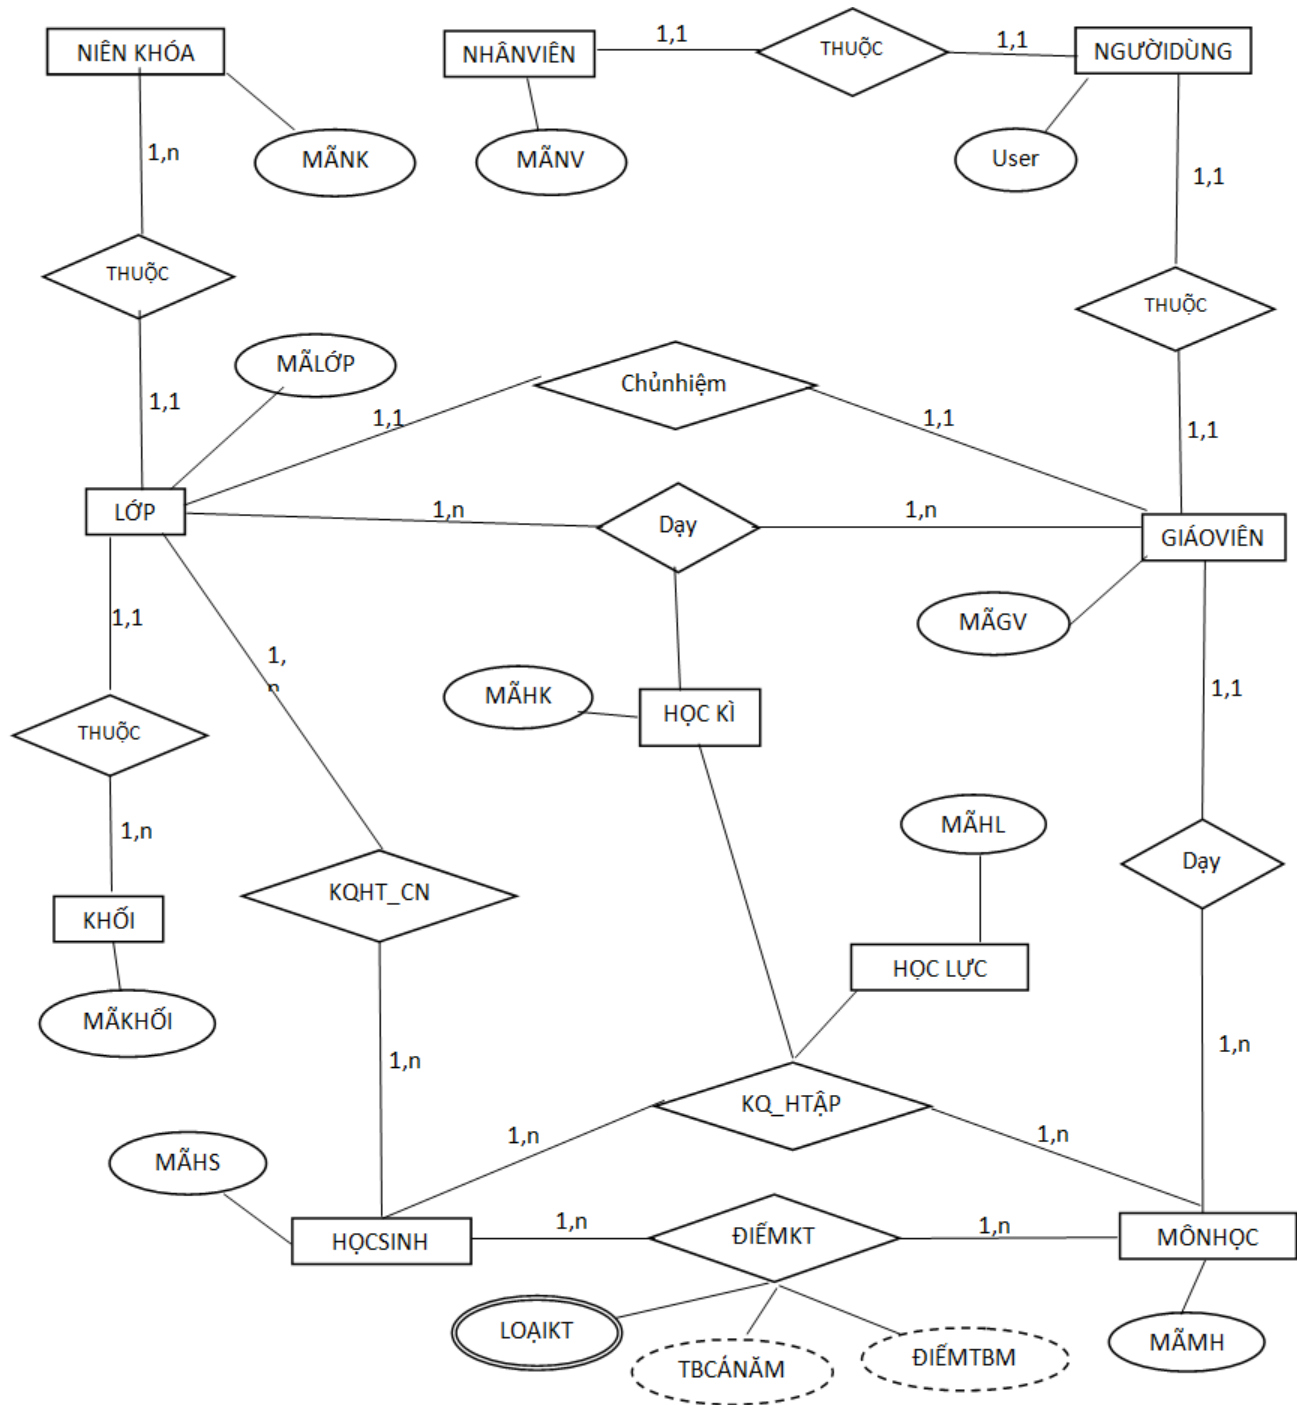 NIÊN KHÓA
NHÂNVIÊN
1,1
THUỘC
1,1
NGƯỜIDÙNG
1,n
MÃNK
MÃNV
User
1,1
THUỘC
THUỘC
MÃLỚP
Chủnhiệm
1,1
1,1
1,1
1,1
LỚP
1,n
Dạy
1,n
GIÁOVIÊN
1,1
MÃGV
1,
n
MÃHK
HỌC KÌ
1,1
THUỘC
1,n
MÃHL
KQHT_CN
Dạy
KHỐI
HỌC LỰC
MÃKHỐI
1,n
1,n
KQ_HTẬP
1,n
1,n
MÃHS
HỌCSINH
1,n
ĐIỂMKT
1,n
MÔNHỌC
LOẠIKT
TBCẢNĂM
ĐIỂMTBM
MÃMH